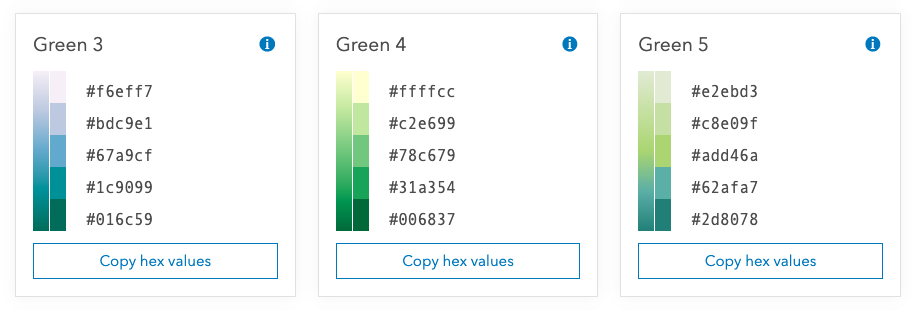 Green 3
#f6eff7
#bdc9e1
#67a9cf
#1c9099
#016c59
Copy hex values
Green 4
#ffffcc
#c2e699
#78c679
#31a354
#006837
Copy hex values
Green 5
#e2ebd3
#c8e09f
#add46a
#62afa7
#2d8078
Copy hex values